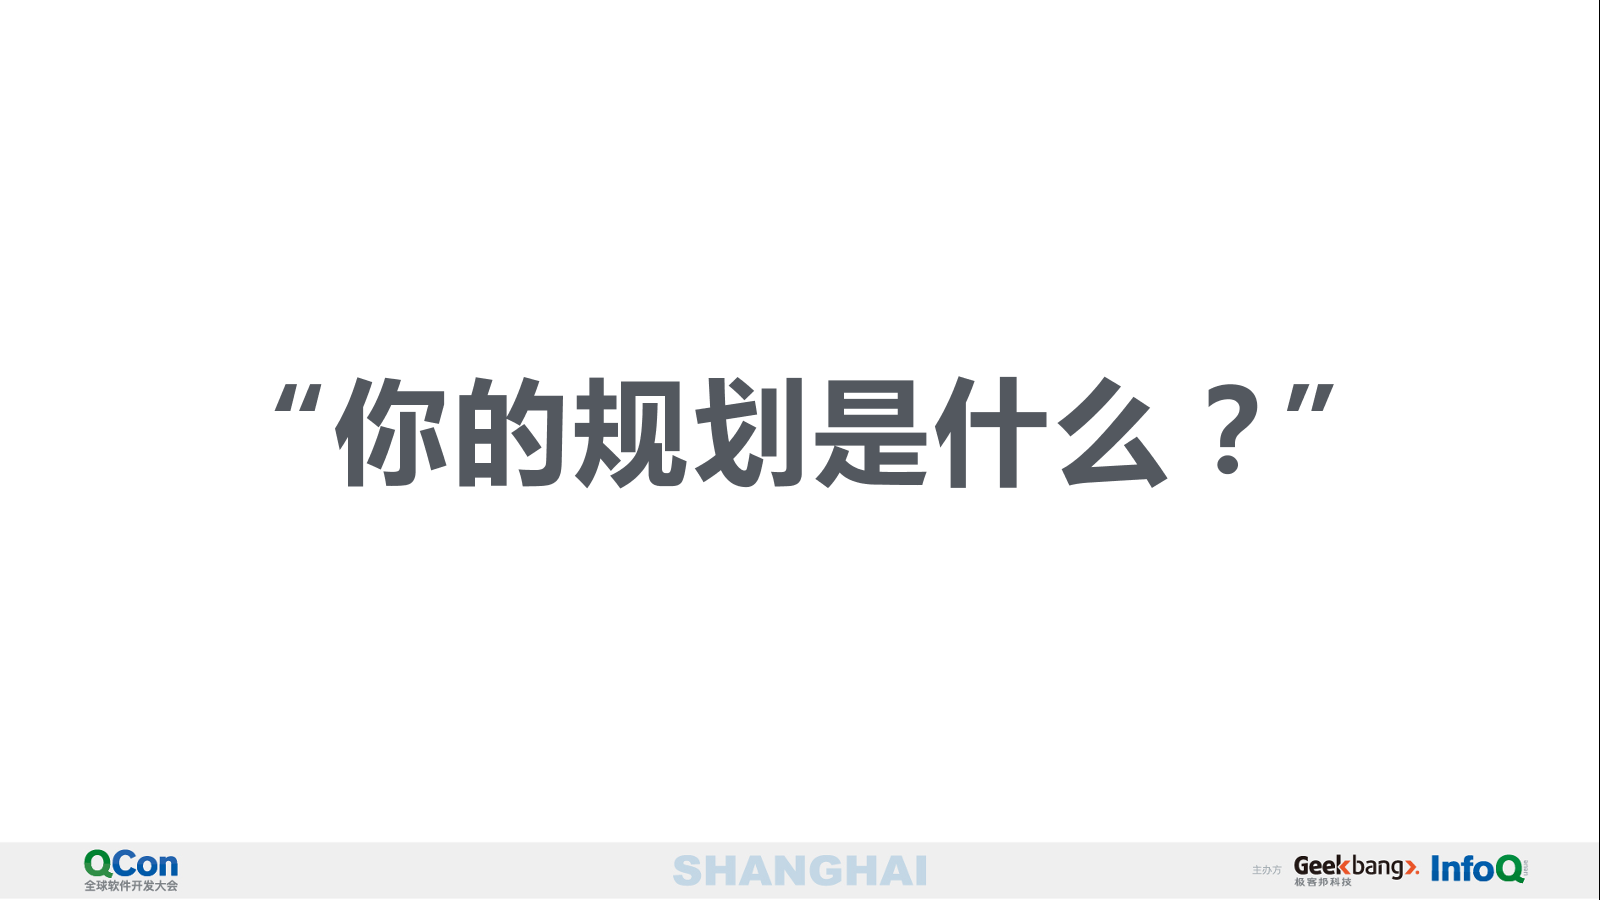 “你的规划是什么？”
QCon
全球软件开发大会
SHANGHAI
主办方
Geekbang>.
极客邦科技
InfoQ